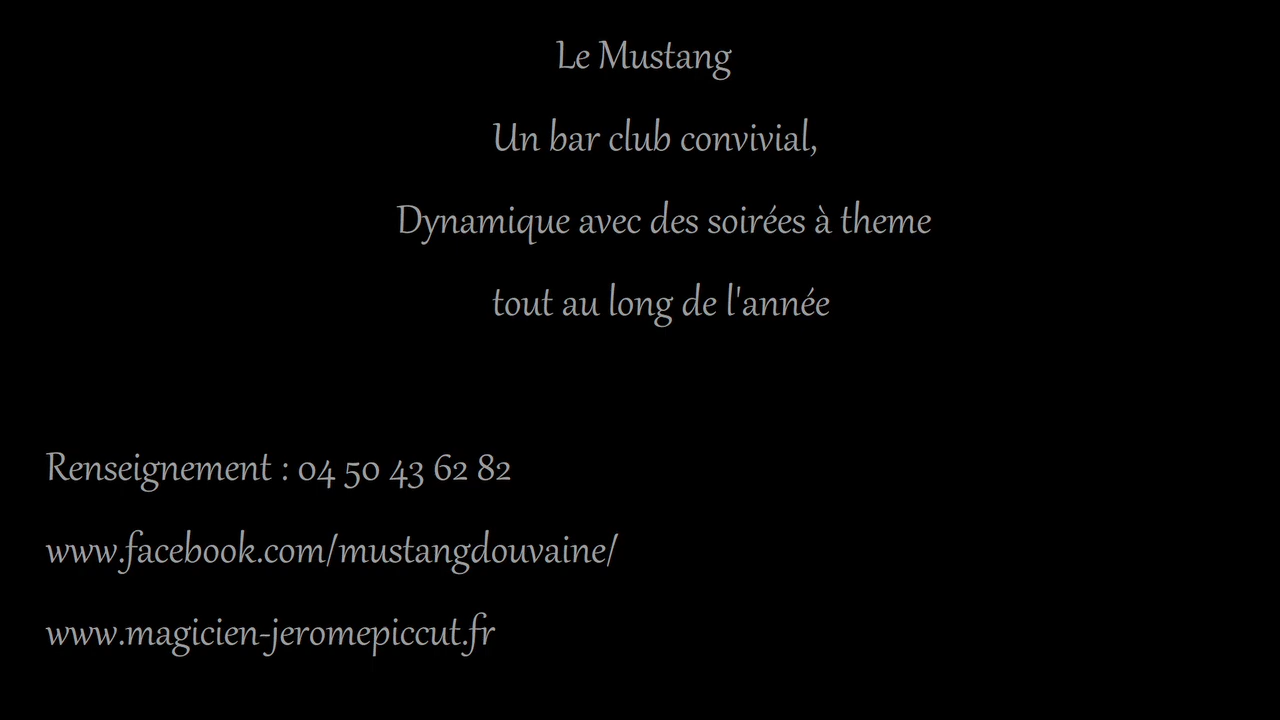 Le Mustang
Un bar club convivial,
Dynamique avec des soirées à theme
tout au long de l'année
Renseignement : 04 50 43 62 82
www.facebook.com/mustangdouvaine/
www.magicien-jeromepiccut.fr